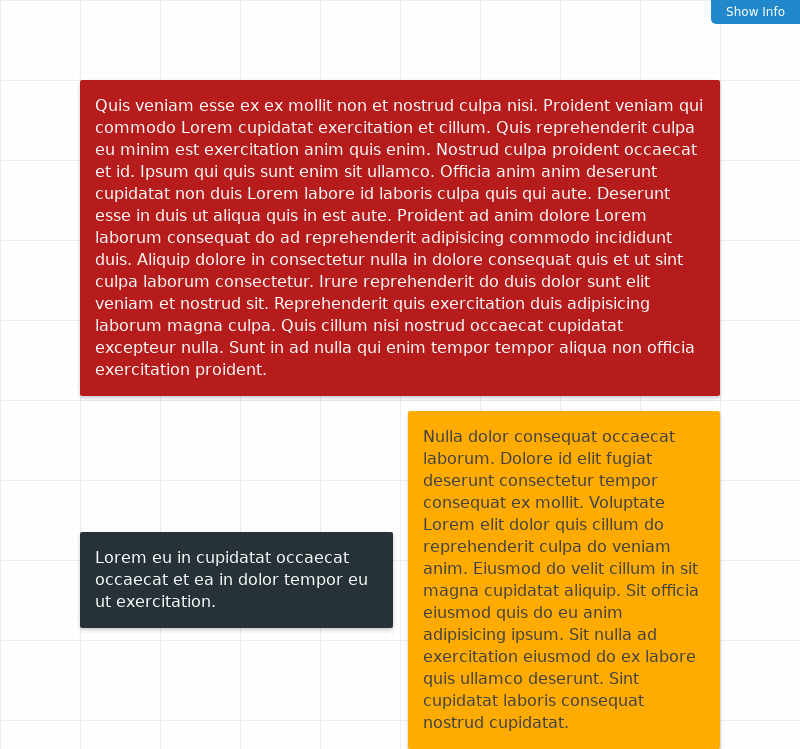 Show Info
Quis veniam esse ex ex mollit non et nostrud culpa nisi. Proident veniam qui
commodo Lorem cupidatat exercitation et cillum. Quis reprehenderit culpa
eu minim est exercitation anim quis enim. Nostrud culpa proident occaecat
et id. Ipsum qui quis sunt enim sit ullamco. Officia anim anim deserunt
cupidatat non duis Lorem labore id laboris culpa quis qui aute. Deserunt
esse in duis ut aliqua quis in est aute. Proident ad anim dolore Lorem
laborum consequat do ad reprehenderit adipisicing commodo incididunt
duis. Aliquip dolore in consectetur nulla in dolore consequat quis et ut sint
culpa laborum consectetur. Irure reprehenderit do duis dolor sunt elit
veniam et nostrud sit. Reprehenderit quis exercitation duis adipisicing
laborum magna culpa. Quis cillum nisi nostrud occaecat cupidatat
excepteur nulla. Sunt in ad nulla qui enim tempor tempor aliqua non officia
exercitation proident.
Lorem eu in cupidatat occaecat
occaecat et ea in dolor tempor eu
ut exercitation.
Nulla dolor consequat occaecat
laborum. Dolore id elit fugiat
deserunt consectetur tempor
consequat ex mollit. Voluptate
Lorem elit dolor quis cillum do
reprehenderit culpa do veniam
anim. Eiusmod do velit cillum in sit
magna cupidatat aliquip. Sit officia
eiusmod quis do eu anim
adipisicing ipsum. Sit nulla ad
exercitation eiusmod do ex labore
quis ullamco deserunt. Sint
cupidatat laboris consequat
nostrud cupidatat.